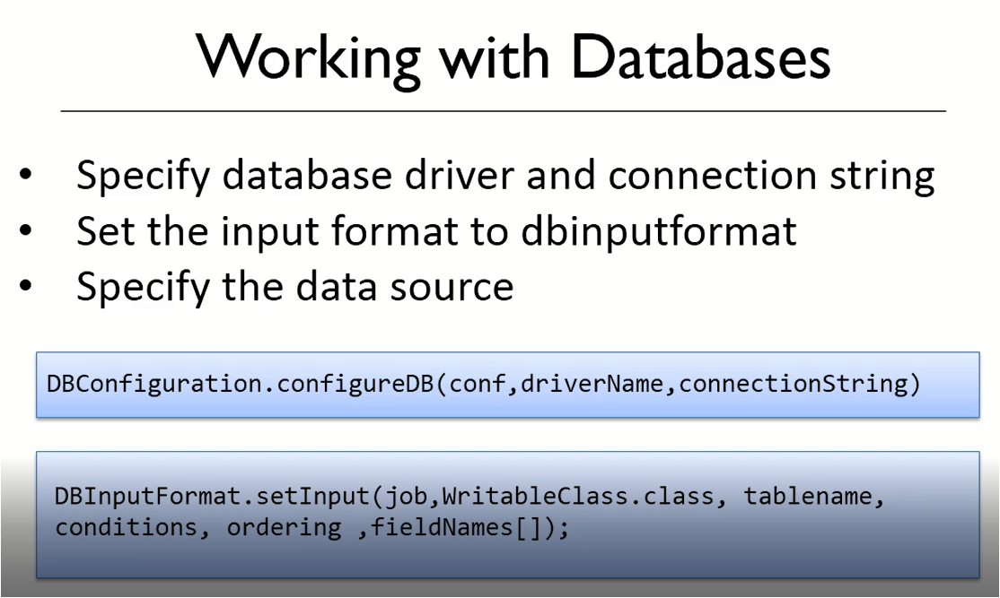 Working with Databases
• Specify database driver and connection string
• Set the input format to dbinputformat
• Specify the data source
DBConfiguration.configureDB(conf,driverName,connectionString)
DBInputFormat.setInput(job,WritableClass.class, tablename,
conditions, ordering ,fieldNames[]);